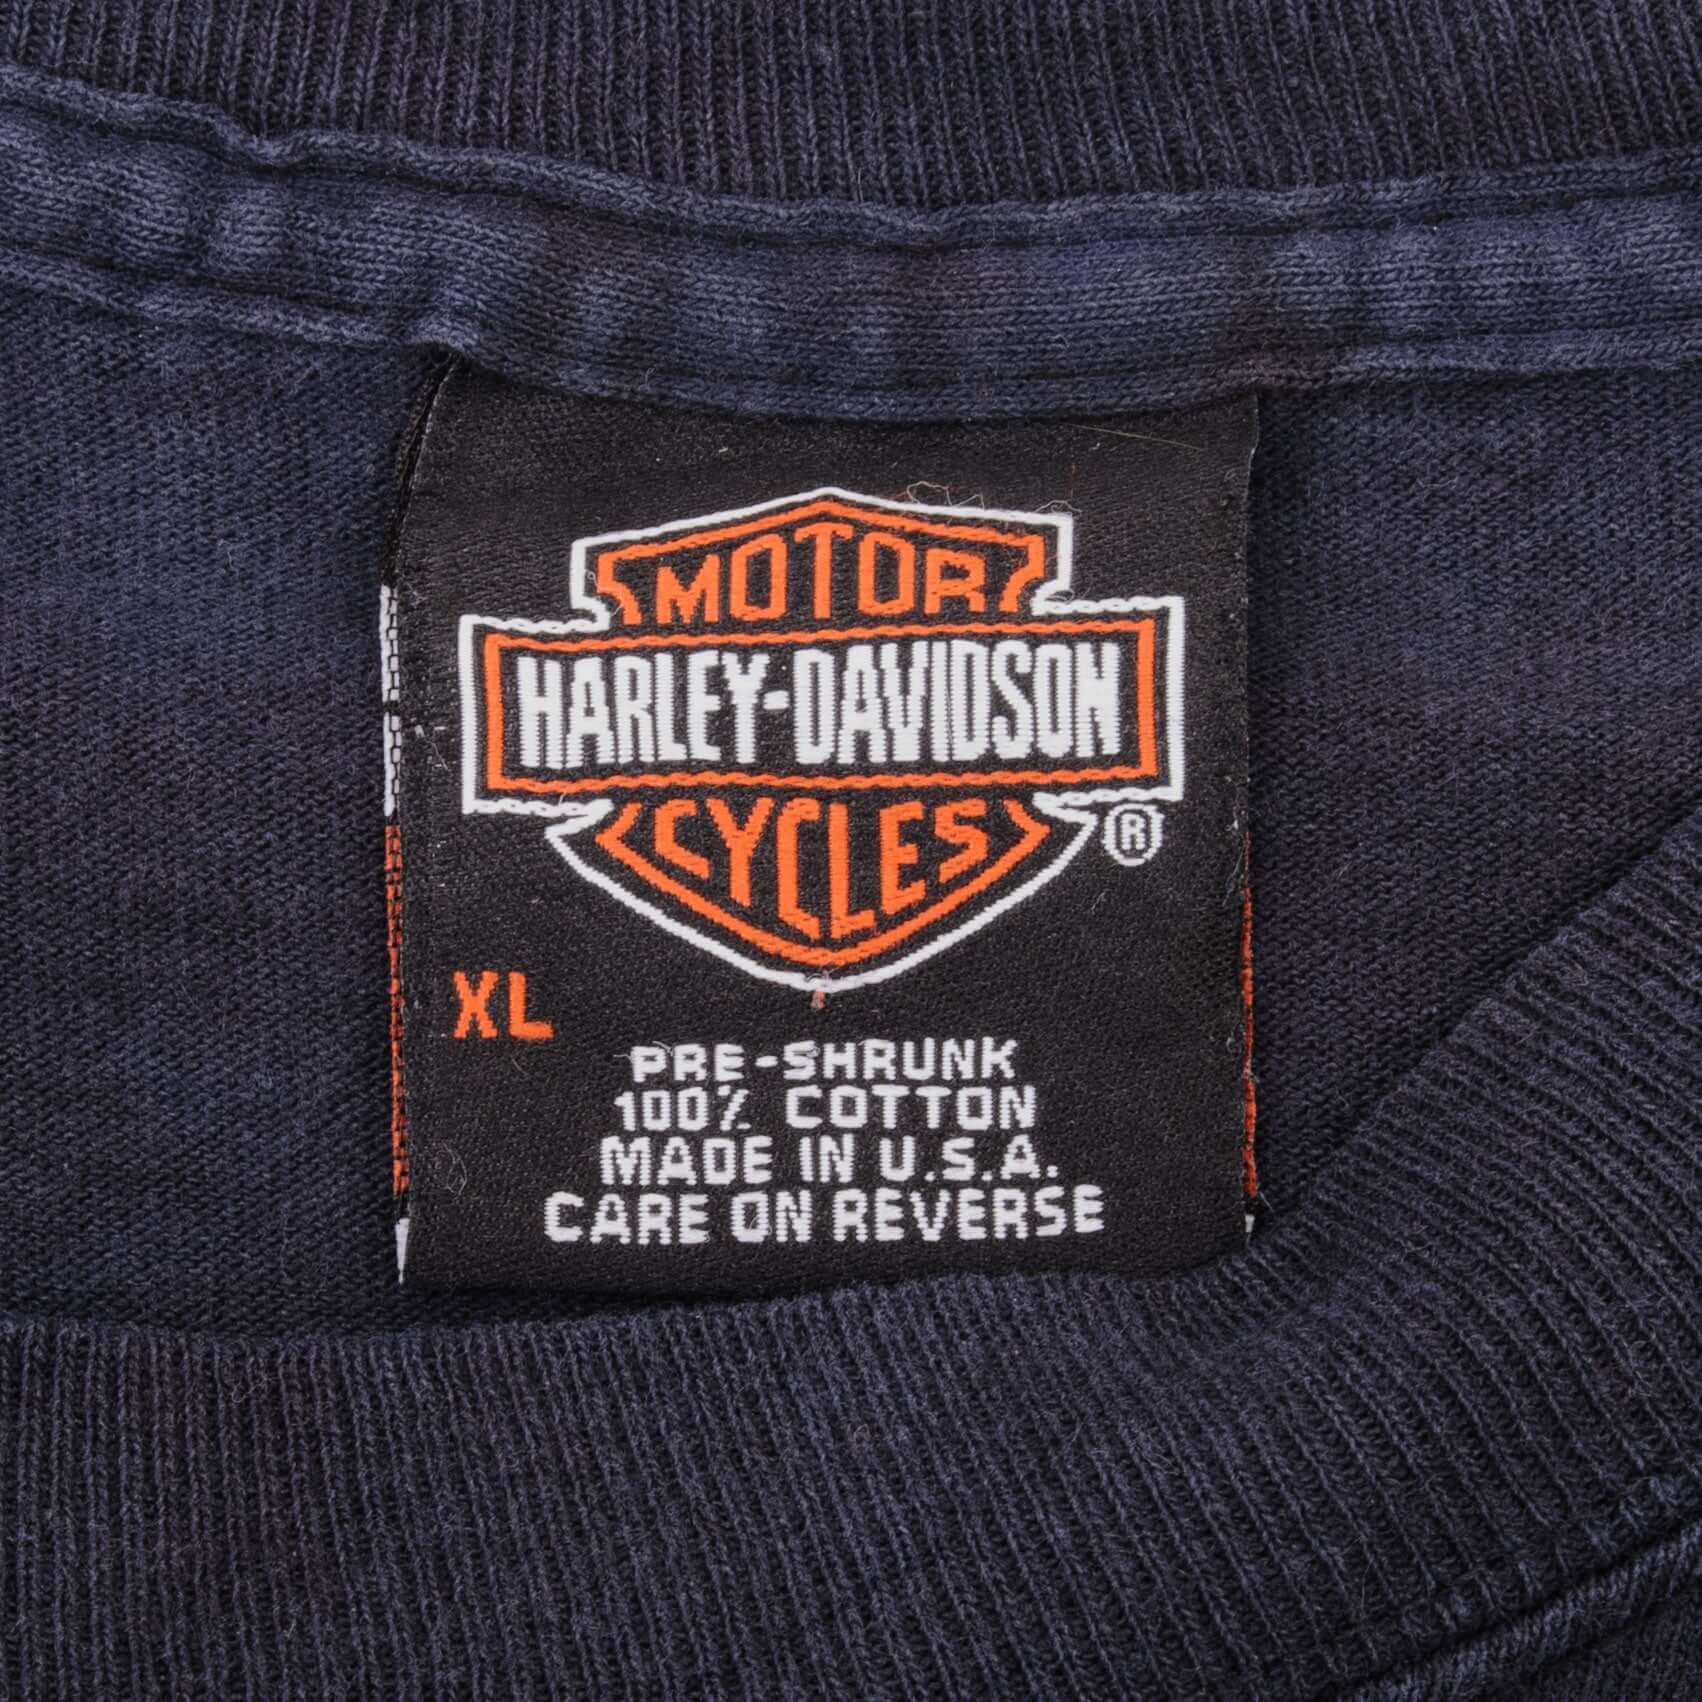 MOTOR
HARLEY-DAVIDSON
CYCLES
®
XL
PRE-SHRUNK
100% COTTON
MADE IN U.S.A.
CARE ON REVERSE